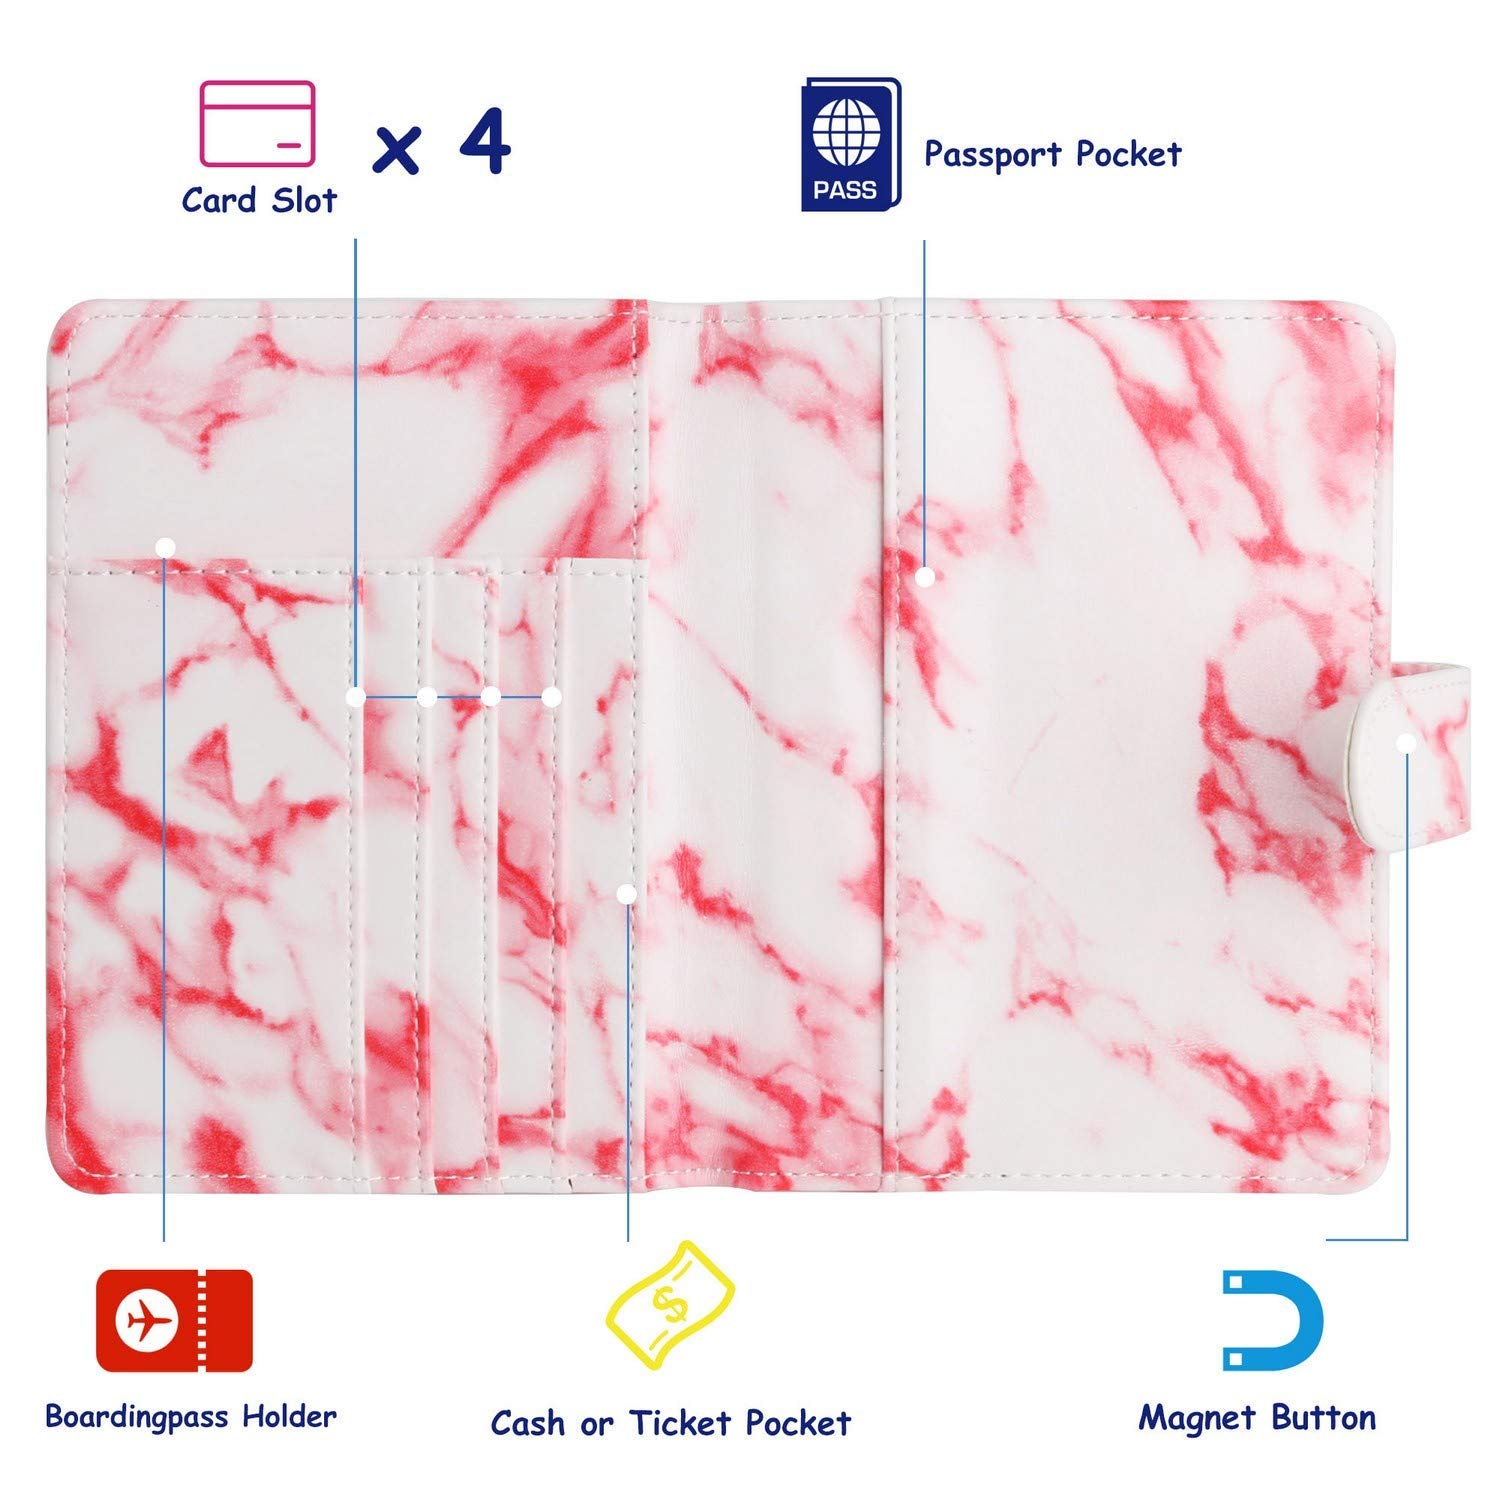 x 4
Card Slot
PASS
Passport Pocket
Boardingpass Holder
$
Cash or Ticket Pocket
Magnet Button